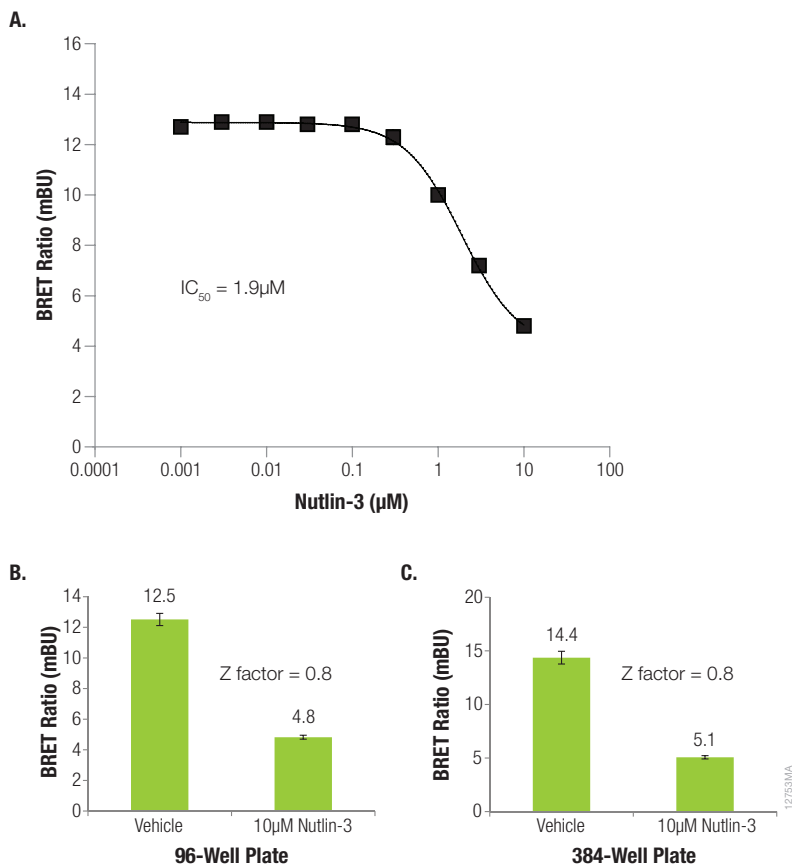 A.
BRET Ratio (mBU)
16
14
12
10
8
6
4
2
0
IC50 = 1.9µM
0.0001 0.001 0.01 0.1 1 10 100
Nutlin-3 (µM)
B.
BRET Ratio (mBU)
14
12
10
8
6
4
2
0
12.5
Z factor = 0.8
4.8
Vehicle 10µM Nutlin-3
96-Well Plate
C.
BRET Ratio (mBU)
20
15
10
5
0
14.4
Z factor = 0.8
5.1
Vehicle 10µM Nutlin-3
384-Well Plate
12753MA